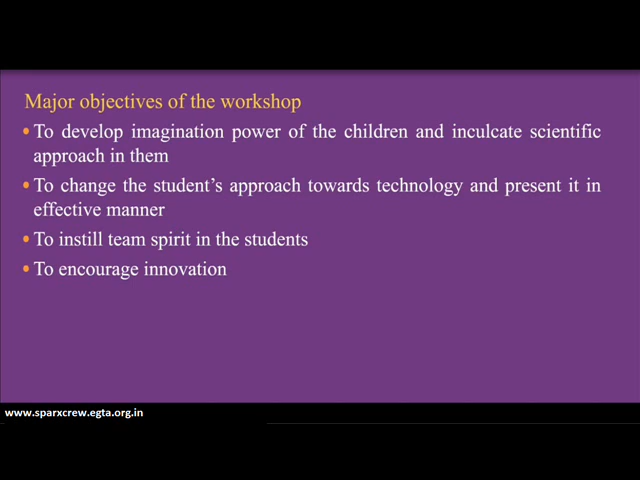 Major objectives of the workshop
• To develop imagination power of the children and inculcate scientific
approach in them
• To change the student's approach towards technology and present it in
effective manner
• To instill team spirit in the students
• To encourage innovation
www.sparxcrew.egta.org.in